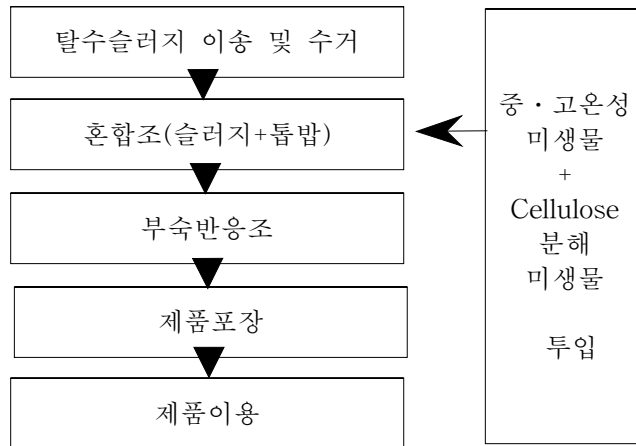 탈수슬러지 이송 및 수거
혼합조(슬러지+톱밥)
부숙반응조
제품포장
제품이용
중・고온성
미생물
+
Cellulose
분해
미생물
투입